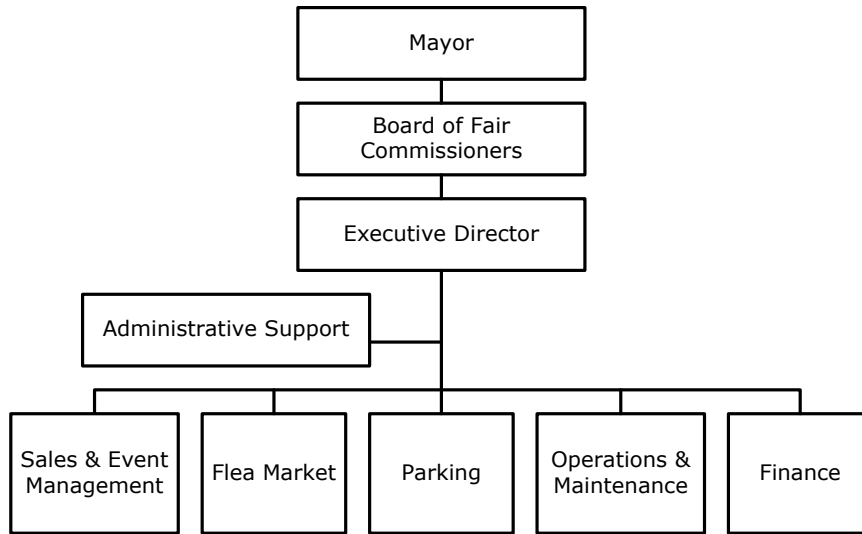 Mayor
Board of Fair
Commissioners
Executive Director
Administrative Support
Sales & Event
Management
Flea Market
Parking
Operations &
Maintenance
Finance